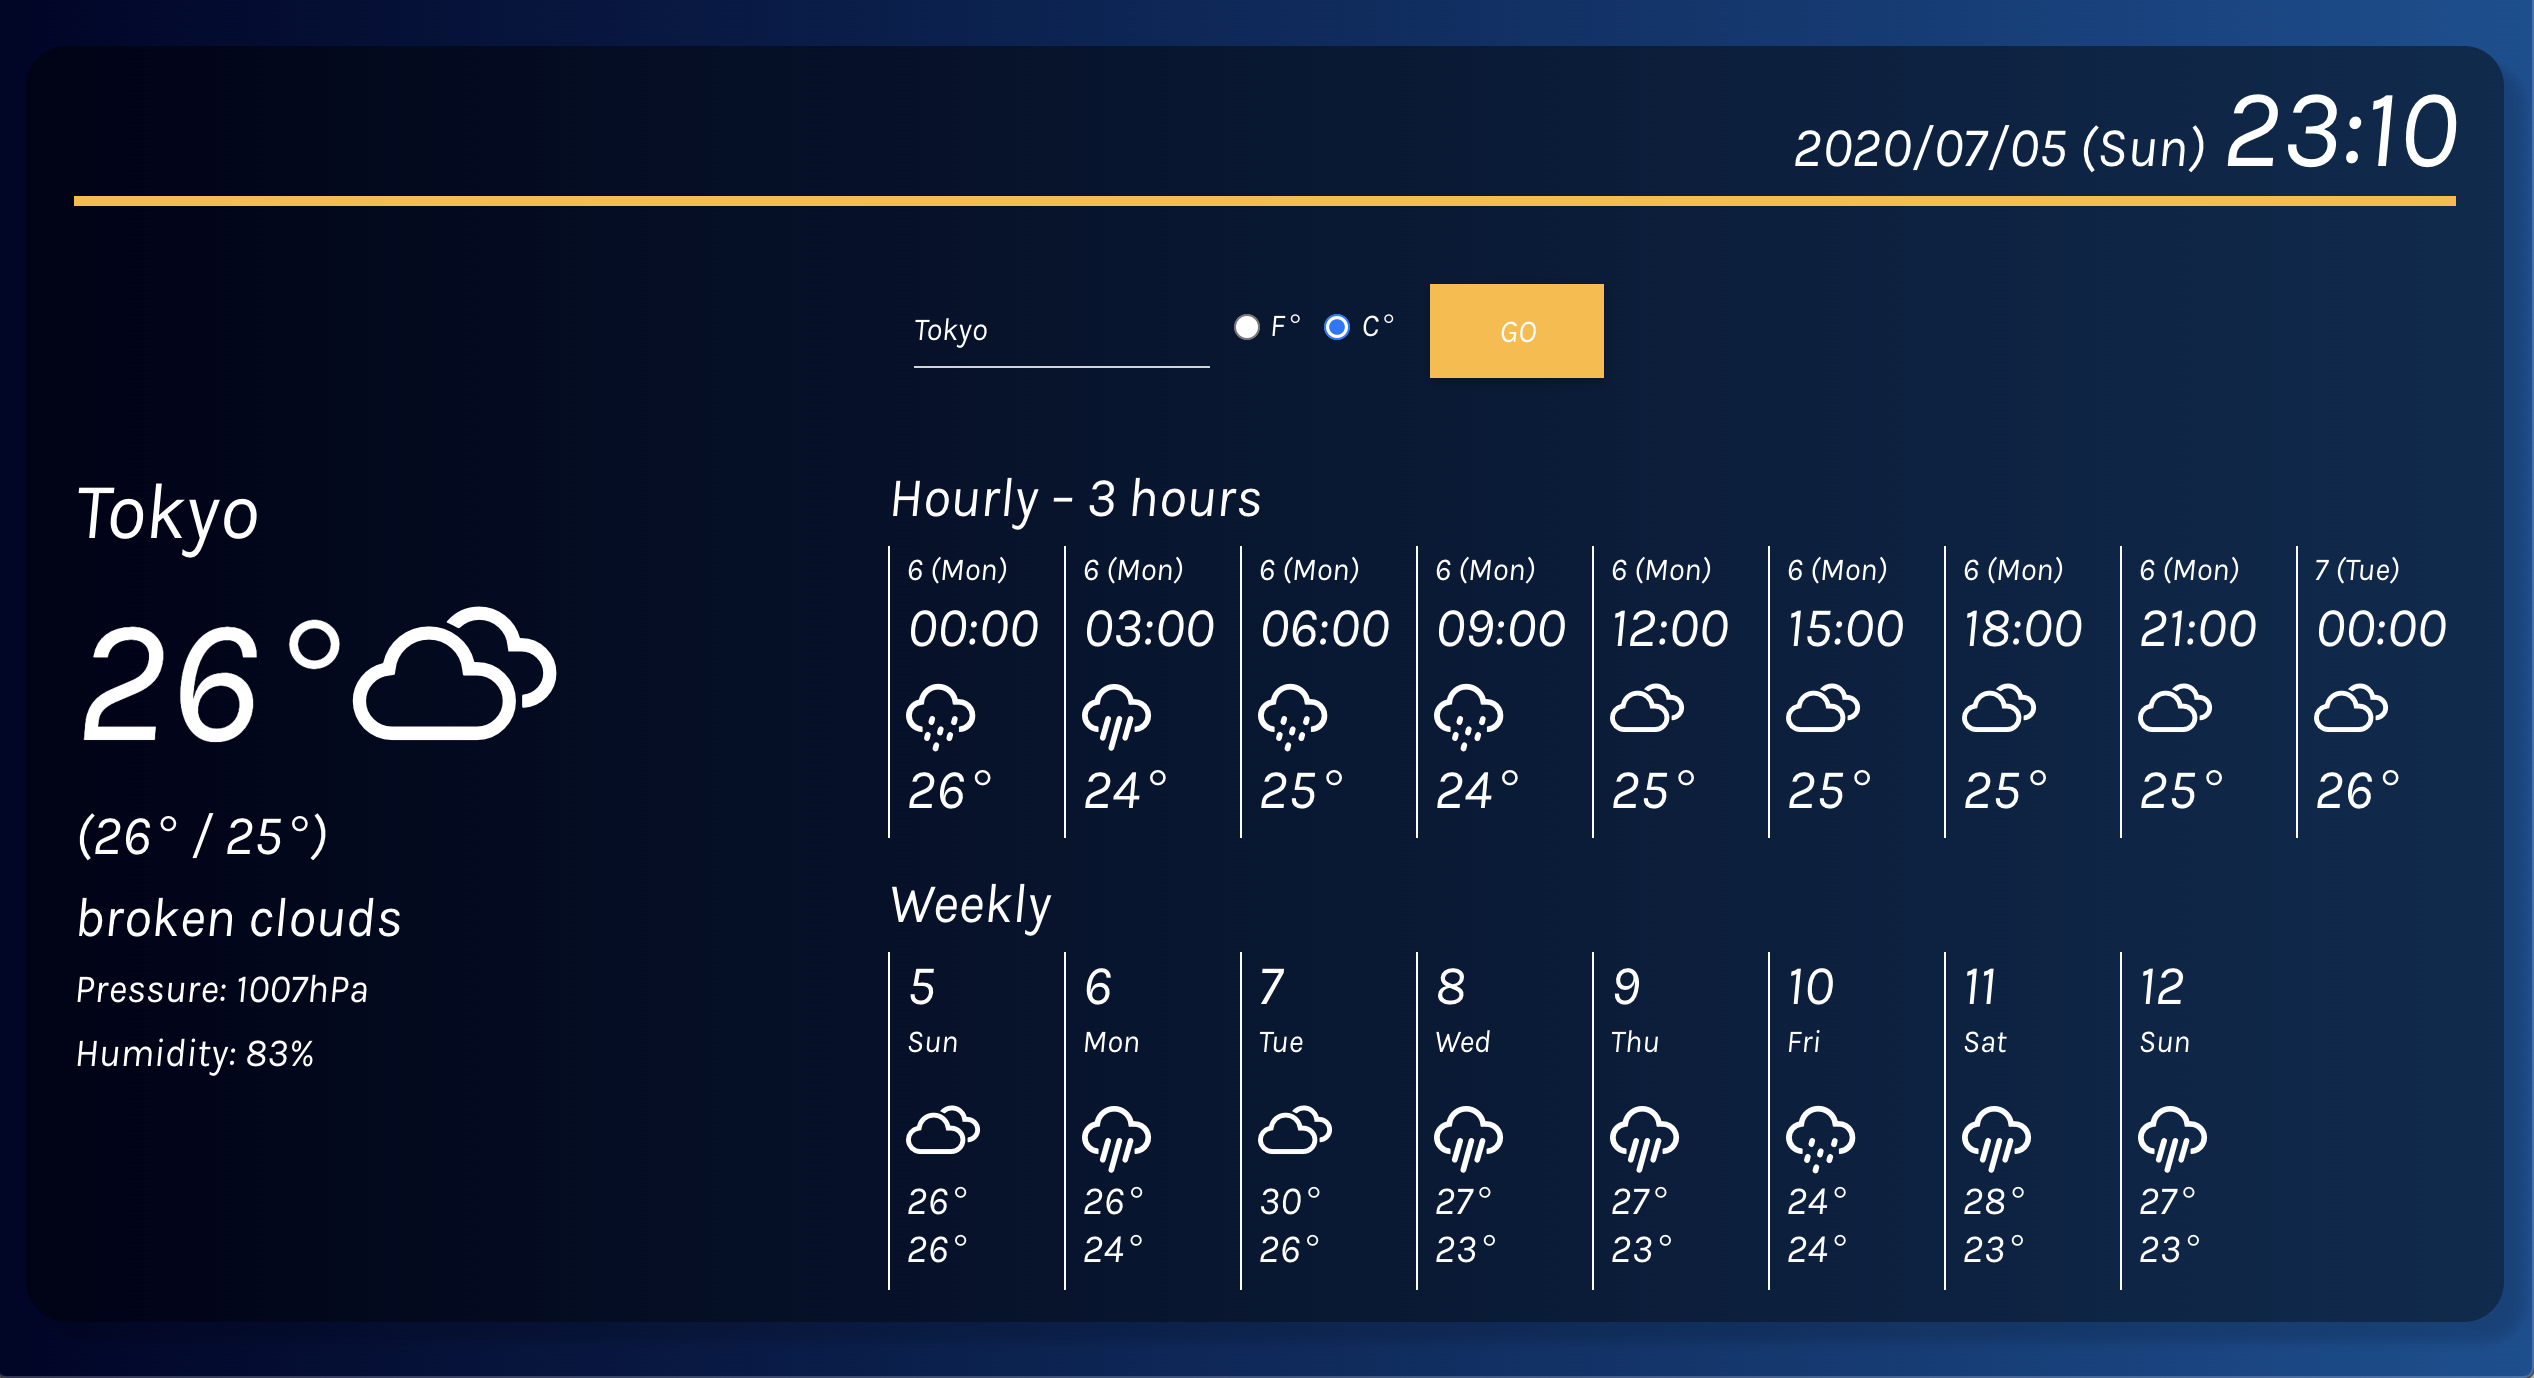 2020/07/05 (Sun) 23:10
Tokyo F° C° GO
Tokyo
26°
(26° / 25°)
broken clouds
Pressure: 1007hPa
Humidity: 83%
Hourly - 3 hours
6 (Mon) 6 (Mon) 6 (Mon) 6 (Mon) 6 (Mon) 6 (Mon) 6 (Mon) 6 (Mon) 7 (Tue)
00:00 03:00 06:00 09:00 12:00 15:00 18:00 21:00 00:00
26° 24° 25° 24° 25° 25° 25° 25° 26°
Weekly
5 6 7 8 9 10 11 12
Sun Mon Tue Wed Thu Fri Sat Sun
26° 26° 30° 27° 27° 24° 28° 27°
26° 24° 26° 23° 23° 24° 23° 23°